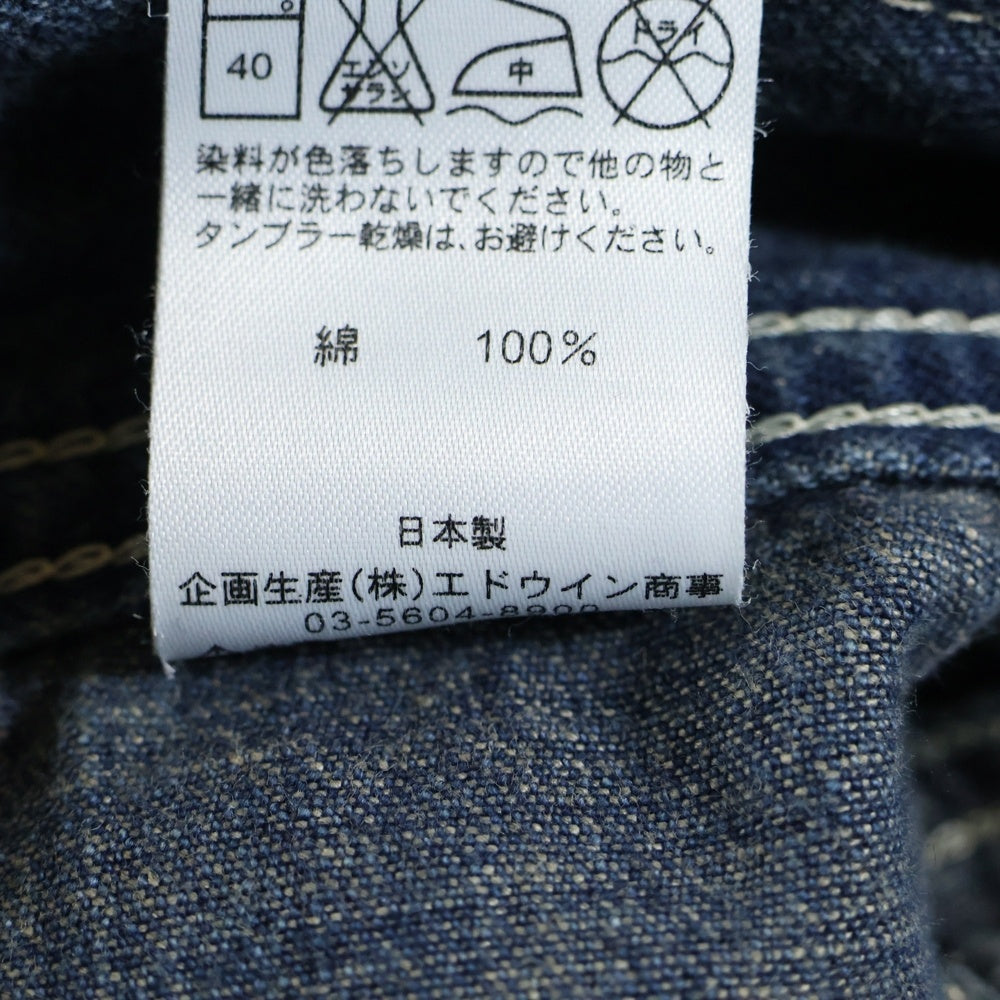 40
エンソ
サラシ
中
ドライ
染料が色落ちしますので他の物と
一緒に洗わないでください。
タンブラー乾燥は、お避けください。
綿 100%
日本製
企画生産(株)エドウイン商事
03-5604-8900